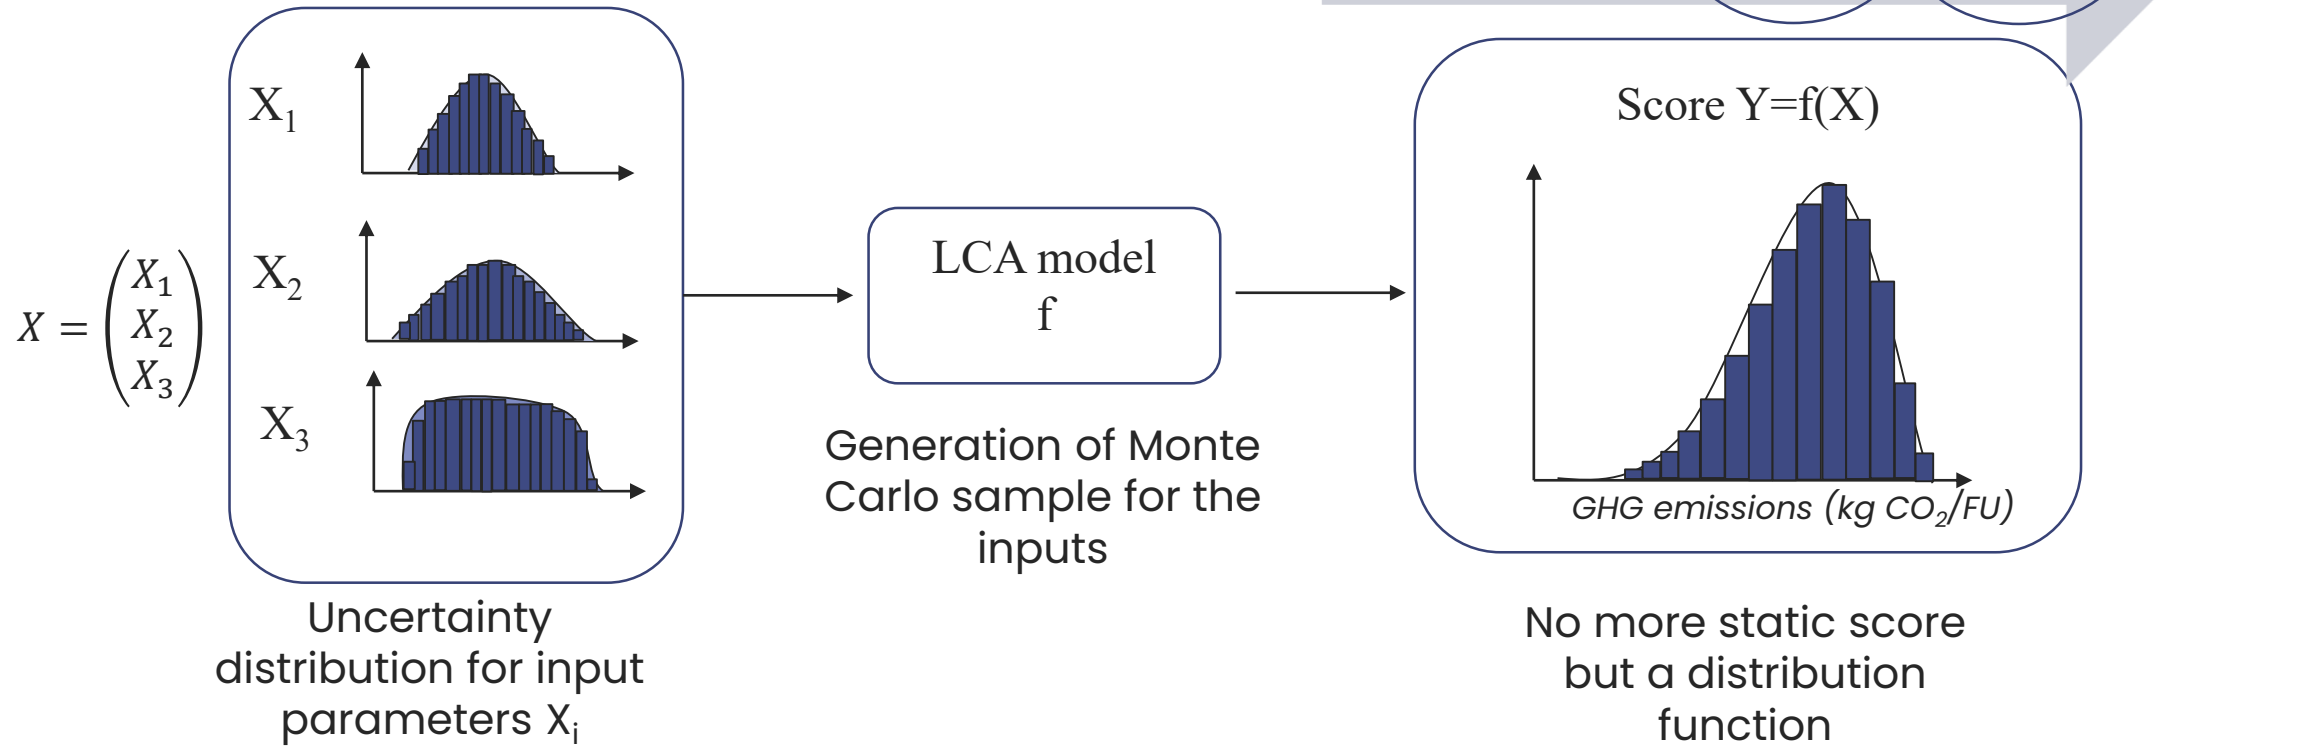 X = (X₁
X₂
X₃)
X₁
X₂
X₃
Uncertainty
distribution for input
parameters Xᵢ
LCA model
f
Generation of Monte
Carlo sample for the
inputs
Score Y=f(X)
GHG emissions (kg CO₂/FU)
No more static score
but a distribution
function